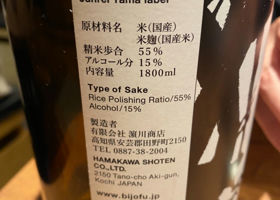 Junrei Tama label
原材料名 米(国産)
米麹(国産米)
精米歩合 55%
アルコール分 15%
内容量 1800ml
Type of Sake
Rice Polishing Ratio/55%
Alcohol/15%
製造者
有限会社 濵川商店
高知県安芸郡田野町2150
☎0887-38-2004
HAMAKAWA SHOTEN
CO.,LTD.
2150 Tano-cho Aki-gun,
Kochi JAPAN
www.bijofu.jp